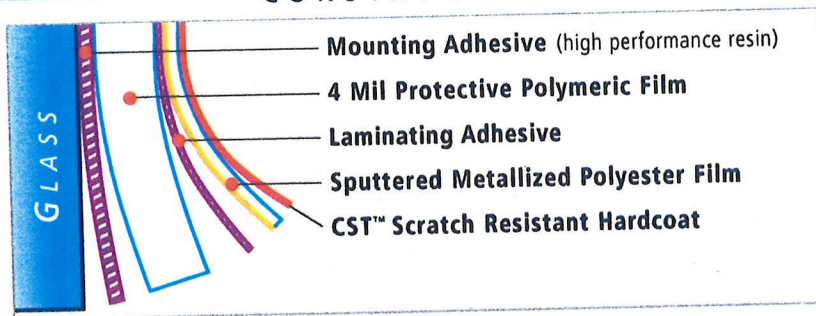 Mounting Adhesive (high performance resin)
4 Mil Protective Polymeric Film
Laminating Adhesive
Sputtered Metallized Polyester Film
CST™ Scratch Resistant Hardcoat
GLASS